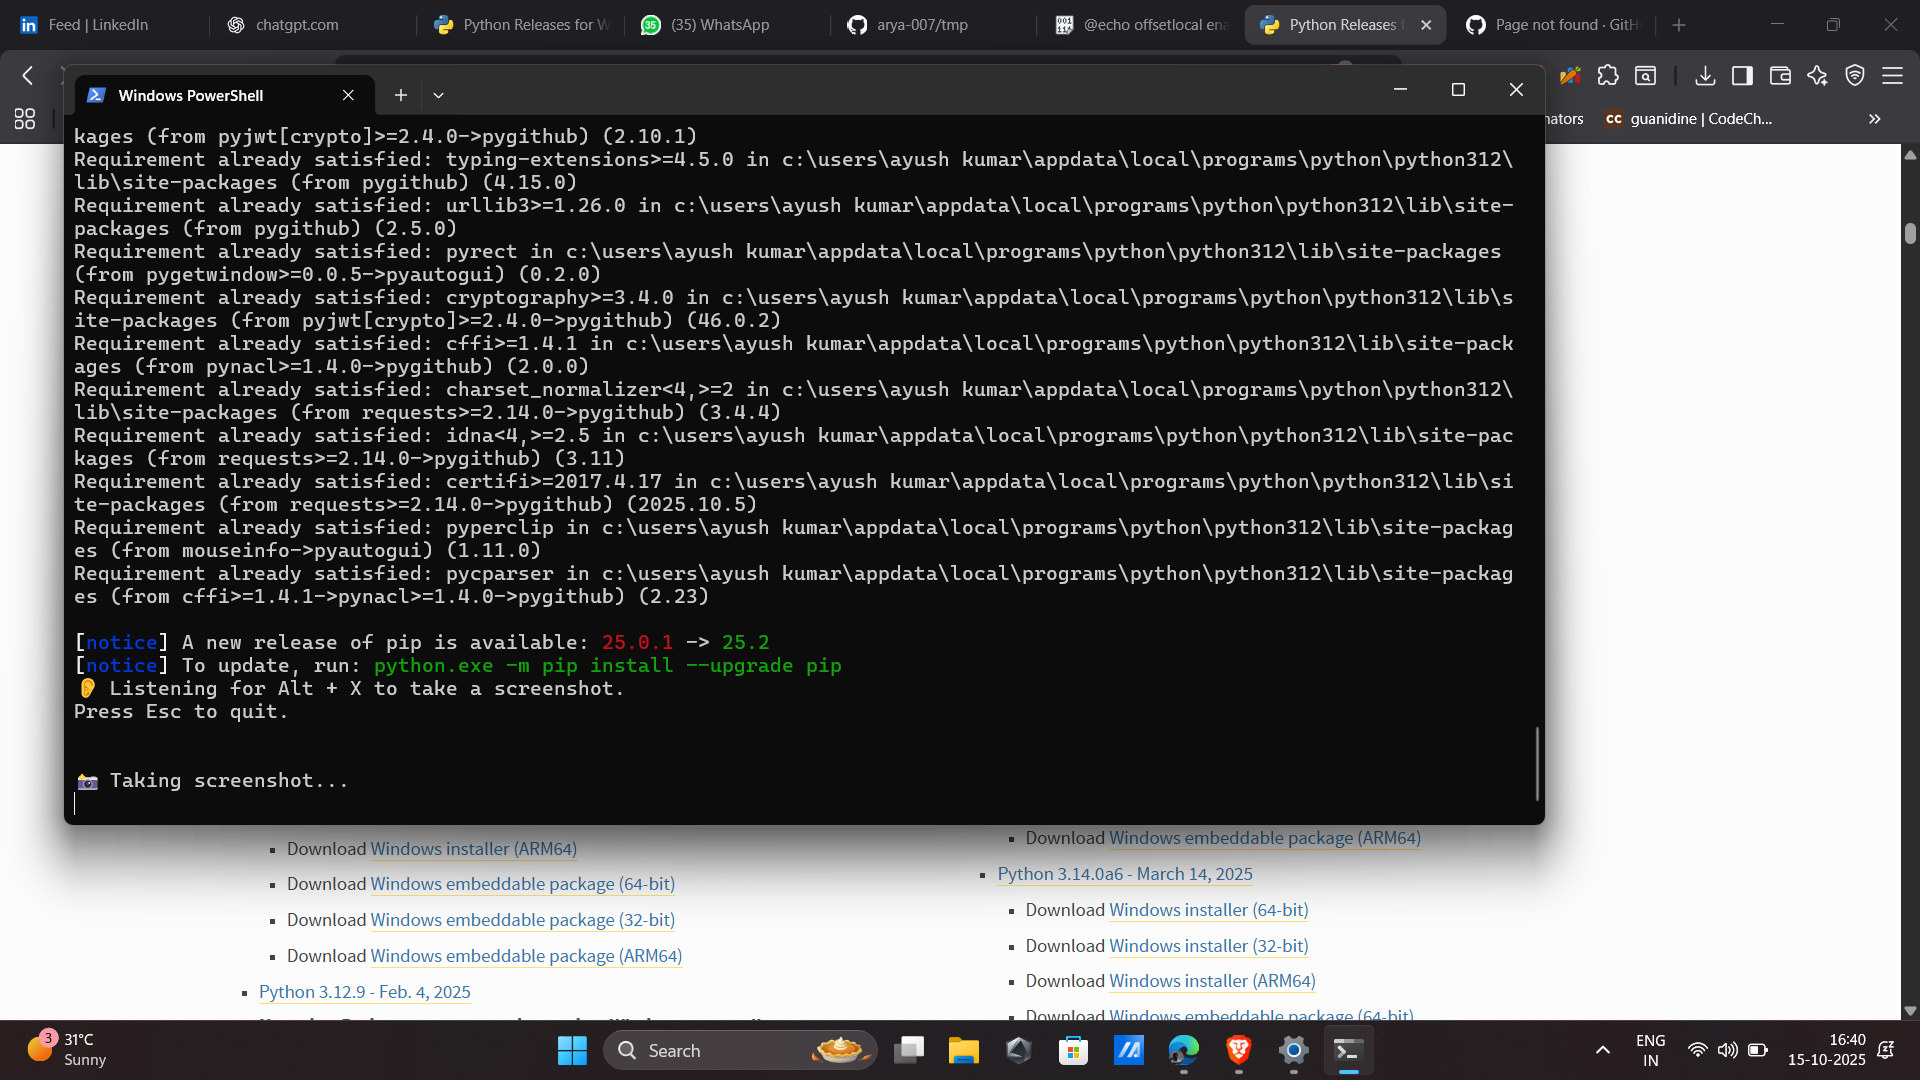 Feed | LinkedIn
chatgpt.com
Python Releases for W
(35) WhatsApp
arya-007/tmp
@echo offsetlocal ena
Python Releases f
Page not found · GitH
Windows PowerShell
nators
guanidine | CodeCh...
kages (from pyjwt[crypto]>=2.4.0->pygithub) (2.10.1)
Requirement already satisfied: typing-extensions>=4.5.0 in c:\users\ayush kumar\appdata\local\programs\python\python312\
lib\site-packages (from pygithub) (4.15.0)
Requirement already satisfied: urllib3>=1.26.0 in c:\users\ayush kumar\appdata\local\programs\python\python312\lib\site-
packages (from pygithub) (2.5.0)
Requirement already satisfied: pyrect in c:\users\ayush kumar\appdata\local\programs\python\python312\lib\site-packages
(from pygetwindow>=0.0.5->pyautogui) (0.2.0)
Requirement already satisfied: cryptography>=3.4.0 in c:\users\ayush kumar\appdata\local\programs\python\python312\lib\s
ite-packages (from pyjwt[crypto]>=2.4.0->pygithub) (46.0.2)
Requirement already satisfied: cffi>=1.4.1 in c:\users\ayush kumar\appdata\local\programs\python\python312\lib\site-pack
ages (from pynacl>=1.4.0->pygithub) (2.0.0)
Requirement already satisfied: charset_normalizer<4,>=2 in c:\users\ayush kumar\appdata\local\programs\python\python312\
lib\site-packages (from requests>=2.14.0->pygithub) (3.4.4)
Requirement already satisfied: idna<4,>=2.5 in c:\users\ayush kumar\appdata\local\programs\python\python312\lib\site-pac
kages (from requests>=2.14.0->pygithub) (3.11)
Requirement already satisfied: certifi>=2017.4.17 in c:\users\ayush kumar\appdata\local\programs\python\python312\lib\si
te-packages (from requests>=2.14.0->pygithub) (2025.10.5)
Requirement already satisfied: pyperclip in c:\users\ayush kumar\appdata\local\programs\python\python312\lib\site-packag
es (from mouseinfo->pyautogui) (1.11.0)
Requirement already satisfied: pycparser in c:\users\ayush kumar\appdata\local\programs\python\python312\lib\site-packag
es (from cffi>=1.4.1->pynacl>=1.4.0->pygithub) (2.23)
[notice] A new release of pip is available: 25.0.1 -> 25.2
[notice] To update, run: python.exe -m pip install --upgrade pip
👂 Listening for Alt + X to take a screenshot.
Press Esc to quit.
📸 Taking screenshot...
Download Windows installer (ARM64)
Download Windows embeddable package (64-bit)
Download Windows embeddable package (32-bit)
Download Windows embeddable package (ARM64)
Python 3.12.9 - Feb. 4, 2025
Download Windows embeddable package (ARM64)
Python 3.14.0a6 - March 14, 2025
Download Windows installer (64-bit)
Download Windows installer (32-bit)
Download Windows installer (ARM64)
Download Windows embeddable package (64-bit)
3
31°C
Sunny
Search
ENG
IN
16:40
15-10-2025